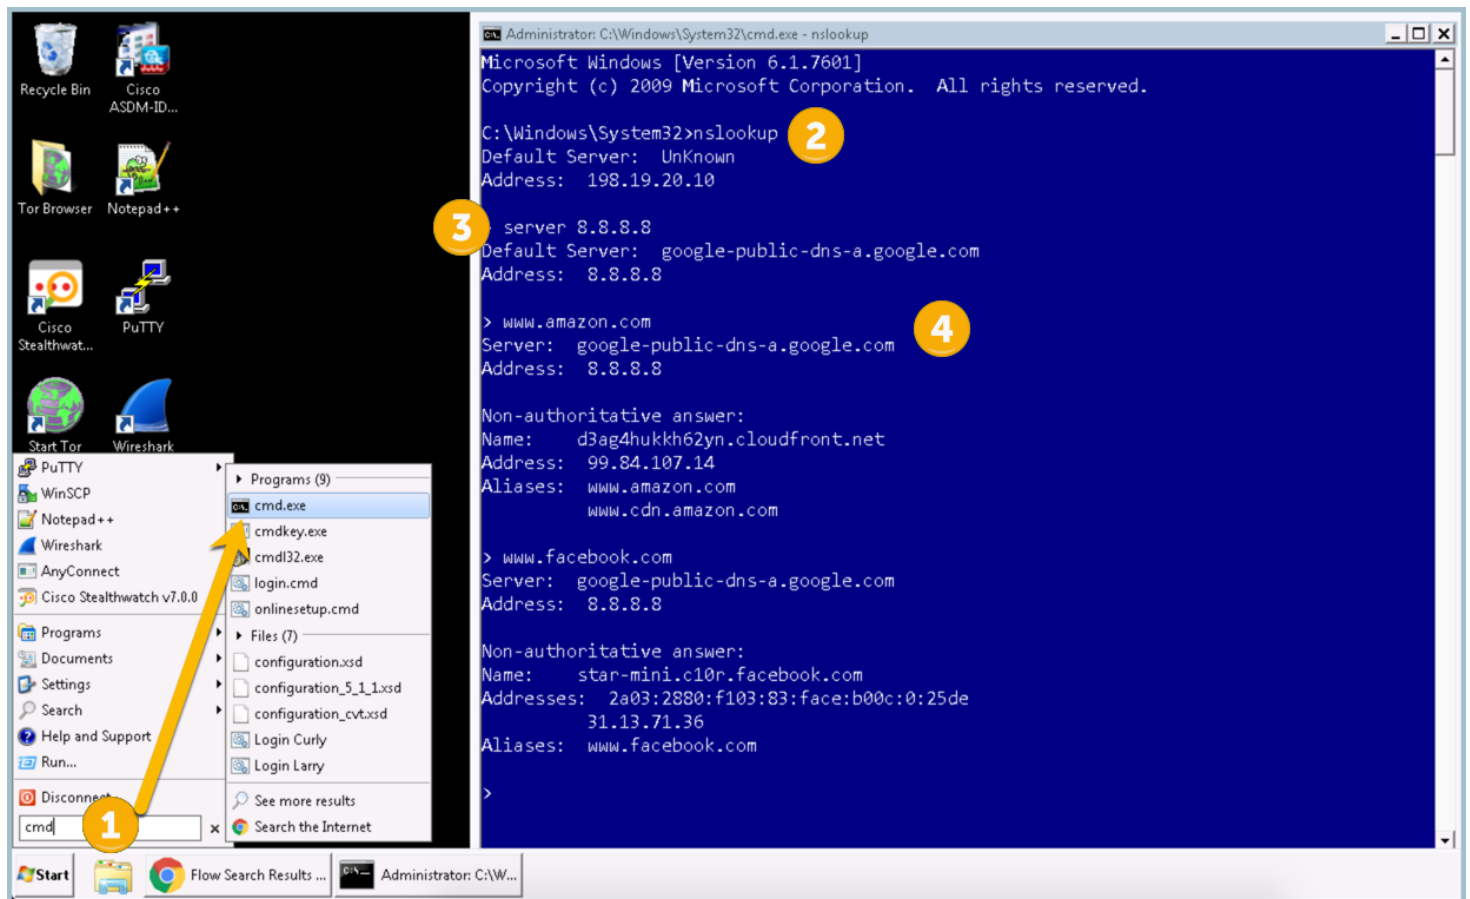 Recycle Bin
Cisco
ASDM-ID...
Tor Browser
Notepad++
Cisco
Stealthwat...
PuTTY
Start Tor
Wireshark
PuTTY
WinSCP
Notepad++
Wireshark
AnyConnect
Cisco Stealthwatch v7.0.0
Programs
Documents
Settings
Search
Help and Support
Run...
Disconnect
cmd
1
Programs (9)
cmd.exe
cmdkey.exe
cmdl32.exe
login.cmd
onlinesetup.cmd
Files (7)
configuration.xsd
configuration_5_1_1.xsd
configuration_cvt.xsd
Login Curly
Login Larry
See more results
Search the Internet
Administrator: C:\Windows\System32\cmd.exe - nslookup
Microsoft Windows [Version 6.1.7601]
Copyright (c) 2009 Microsoft Corporation.  All rights reserved.
C:\Windows\System32>nslookup
2
Default Server:  UnKnown
Address:  198.19.20.10
3
server 8.8.8.8
Default Server:  google-public-dns-a.google.com
Address:  8.8.8.8
> www.amazon.com
4
Server:  google-public-dns-a.google.com
Address:  8.8.8.8
Non-authoritative answer:
Name:    d3ag4hukkh62yn.cloudfront.net
Address:  99.84.107.14
Aliases:  www.amazon.com
www.cdn.amazon.com
> www.facebook.com
Server:  google-public-dns-a.google.com
Address:  8.8.8.8
Non-authoritative answer:
Name:    star-mini.c10r.facebook.com
Addresses:  2a03:2880:f103:83:face:b00c:0:25de
31.13.71.36
Aliases:  www.facebook.com
>
Start
Flow Search Results ...
Administrator: C:\W...